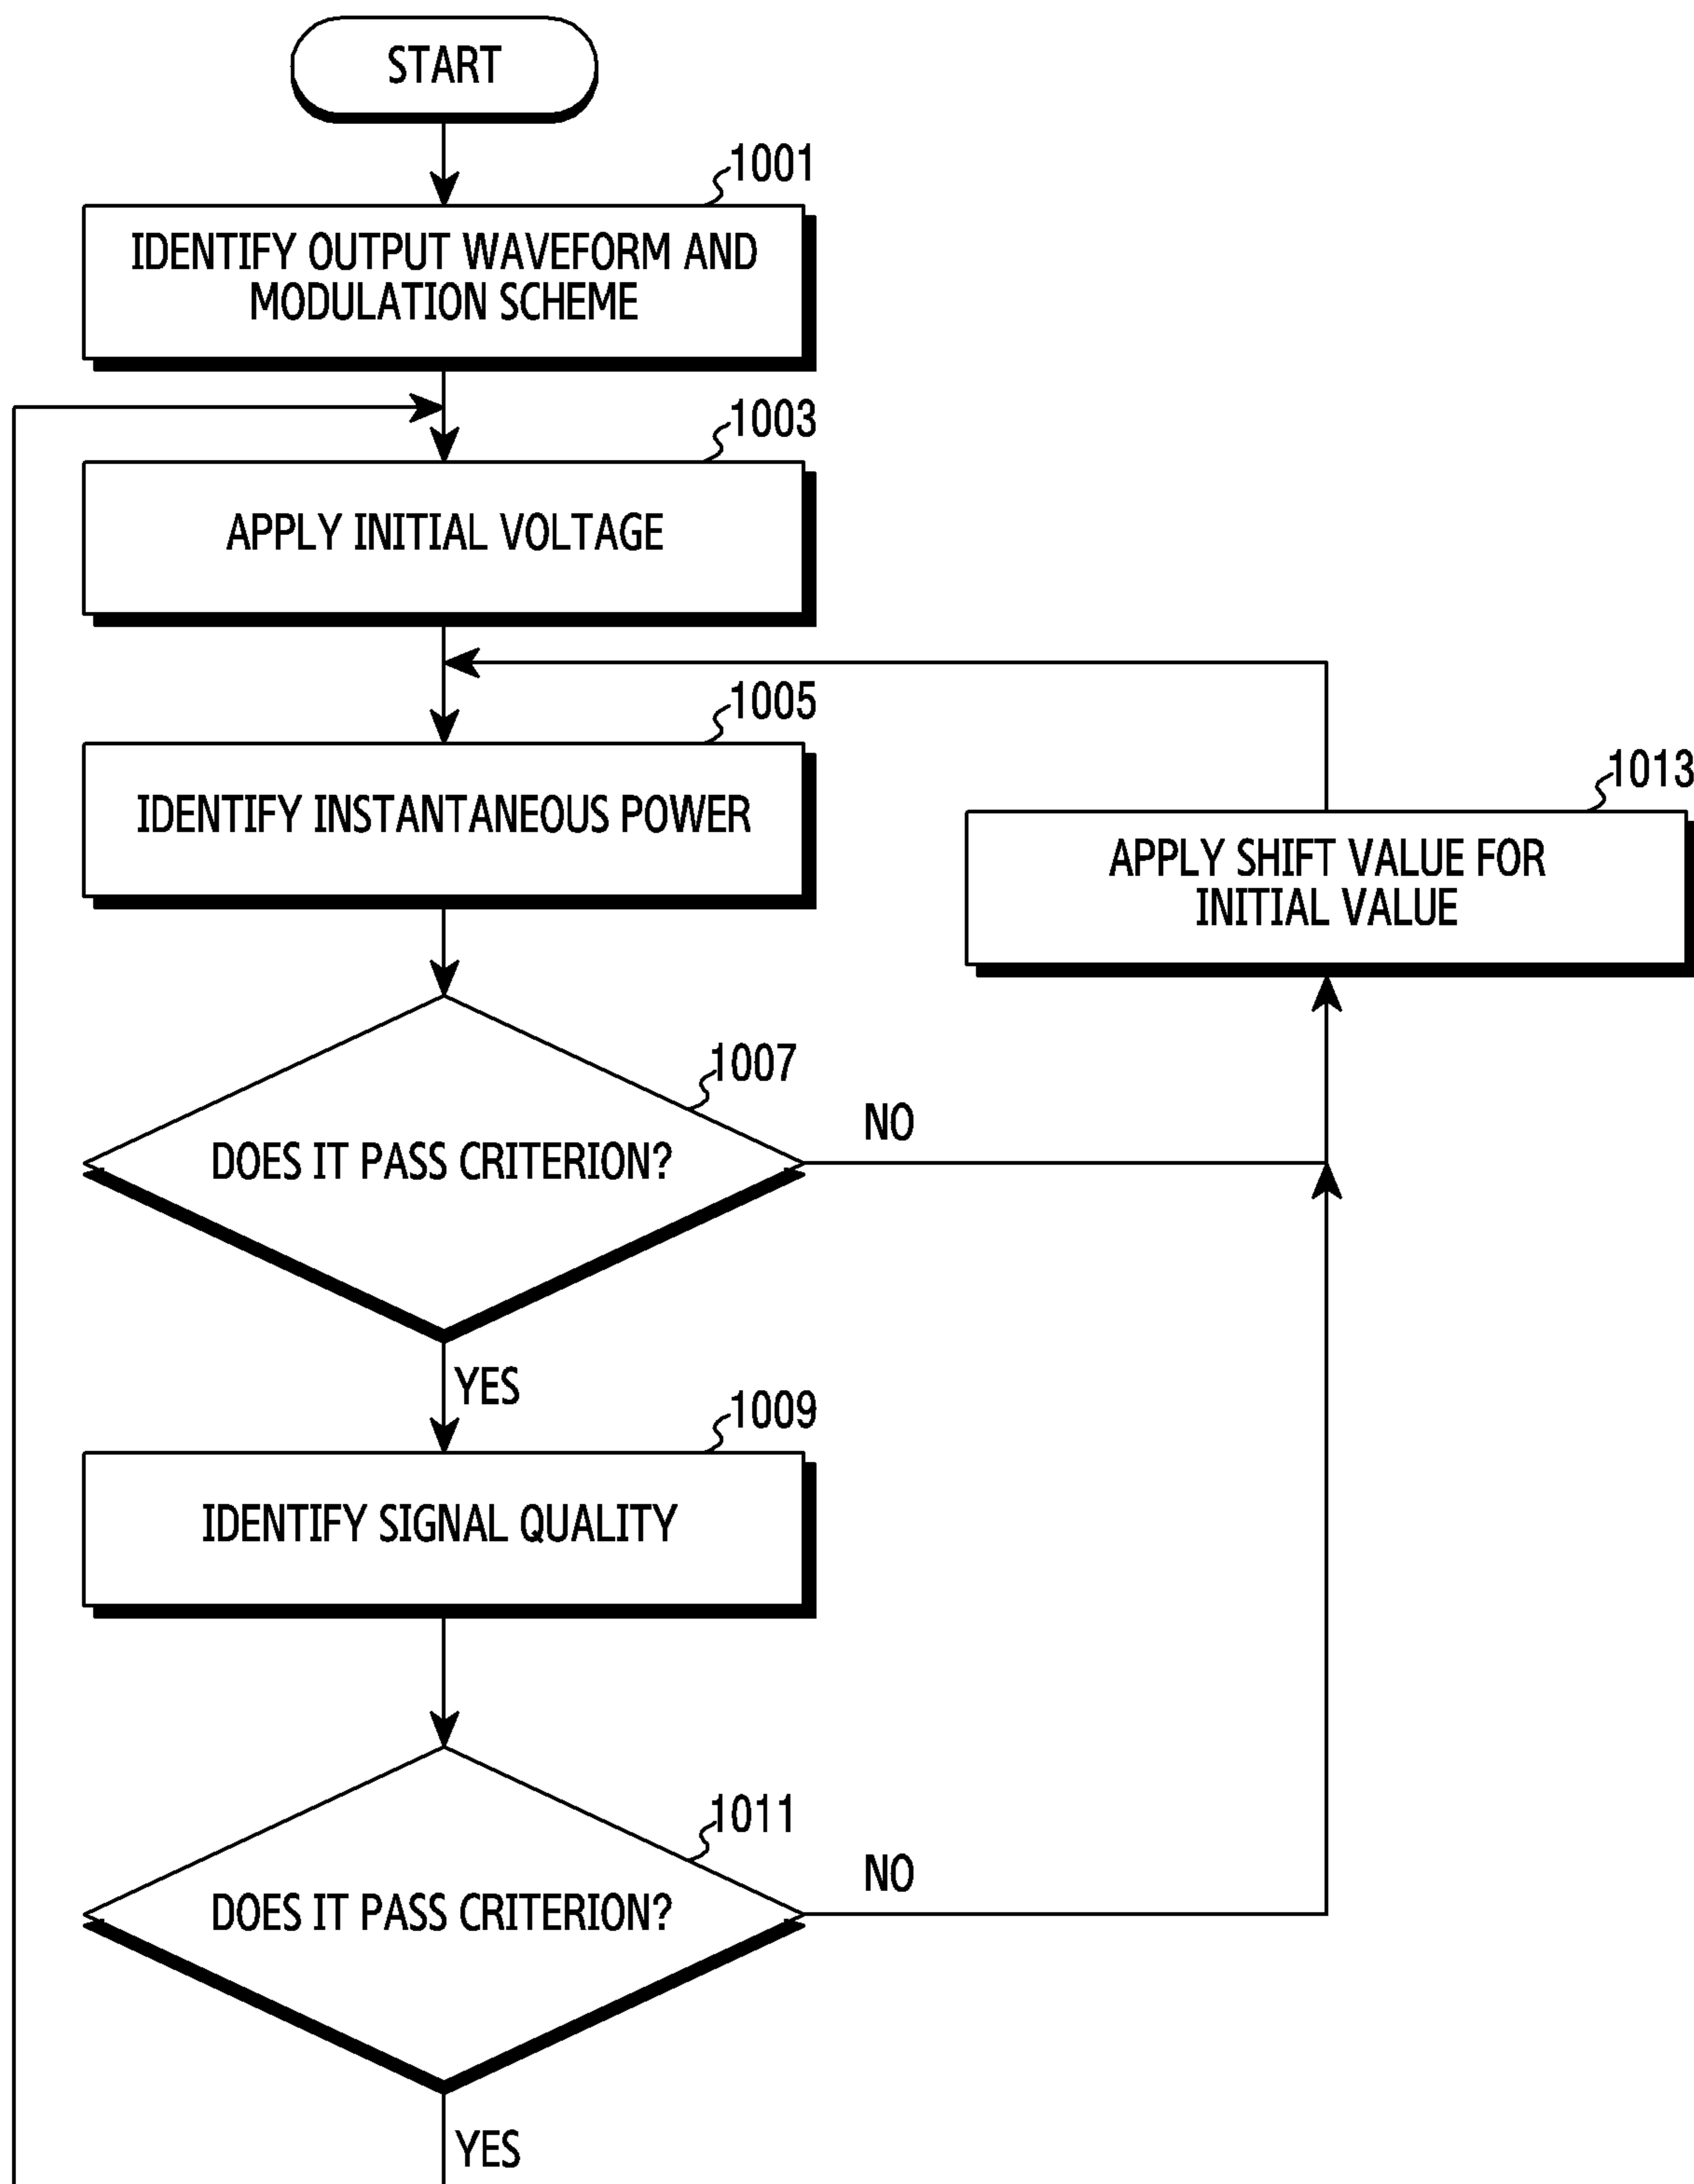 START
1001
IDENTIFY OUTPUT WAVEFORM AND
MODULATION SCHEME
1003
APPLY INITIAL VOLTAGE
1005
IDENTIFY INSTANTANEOUS POWER
1013
APPLY SHIFT VALUE FOR
INITIAL VALUE
1007
DOES IT PASS CRITERION?
NO
YES
1009
IDENTIFY SIGNAL QUALITY
1011
DOES IT PASS CRITERION?
NO
YES